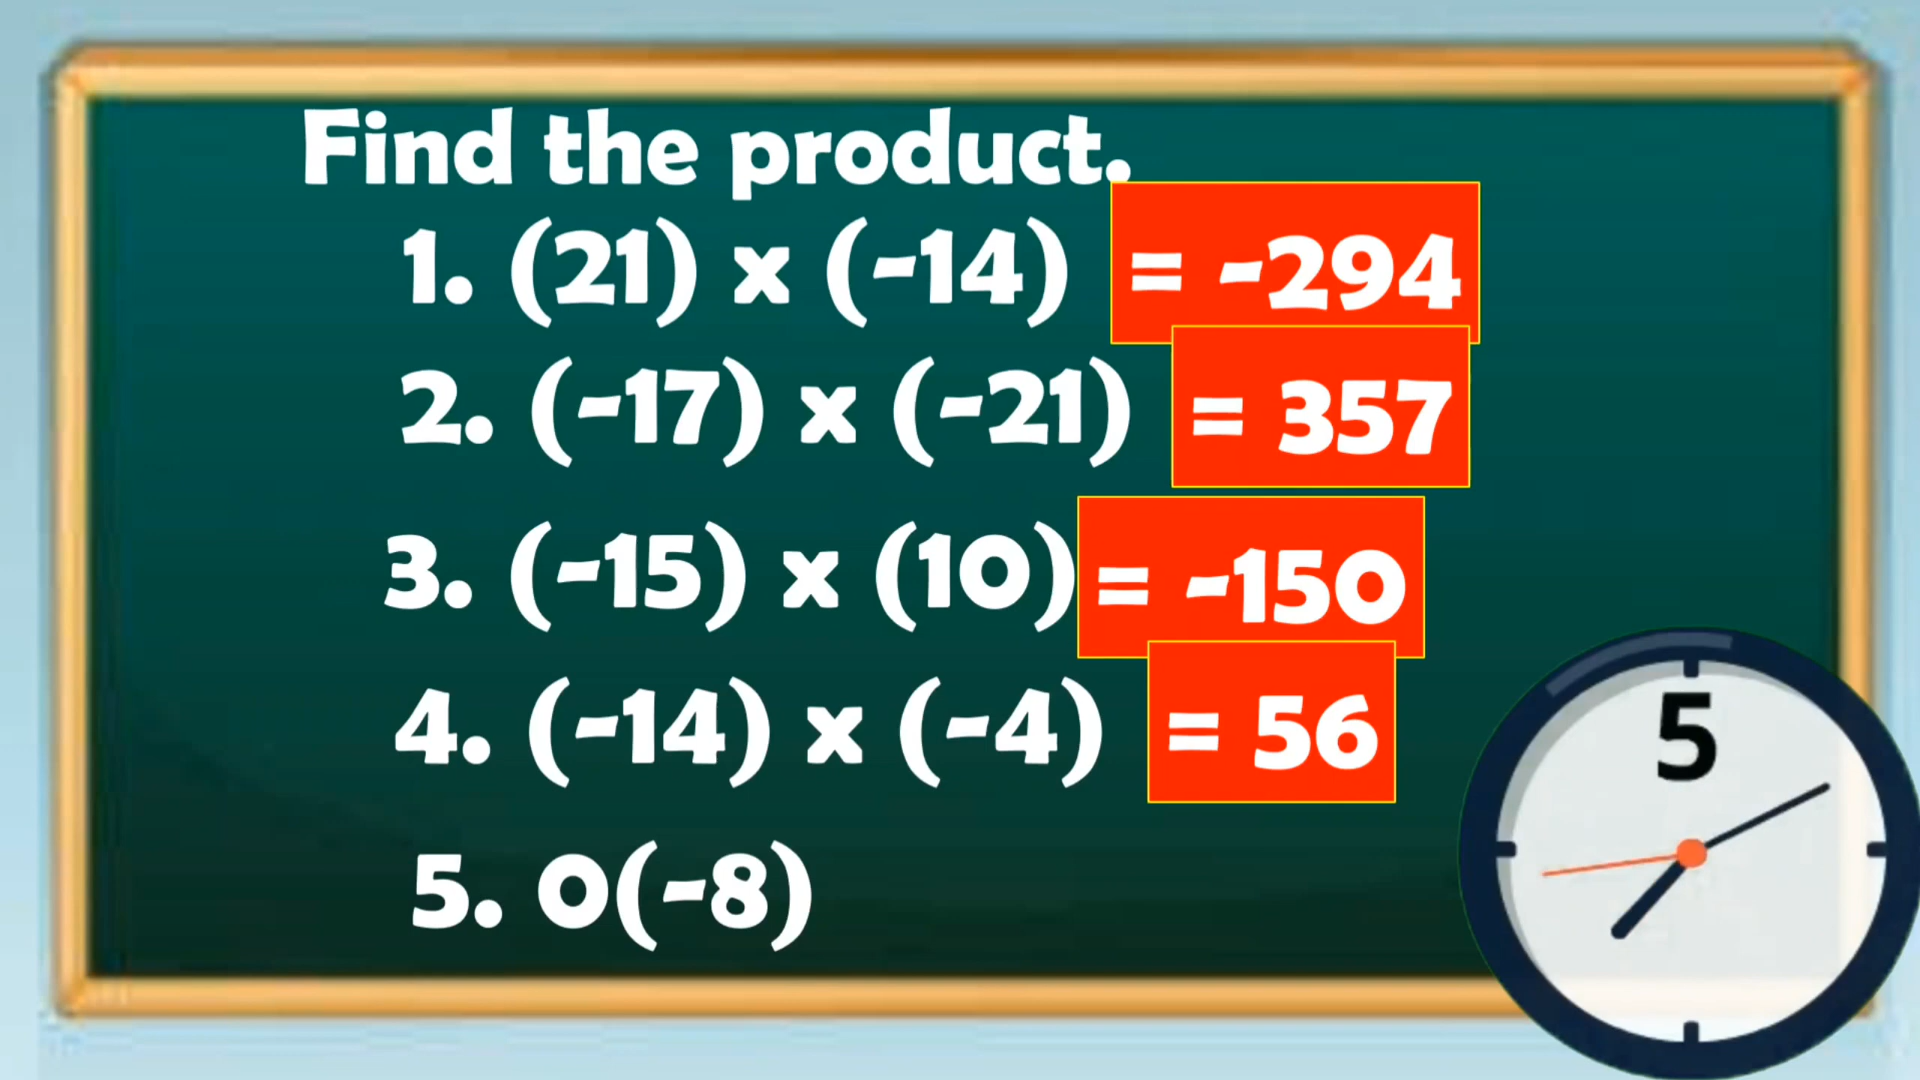 Find the product.
1. (21) x (-14) = -294
2. (-17) x (-21) = 357
3. (-15) x (10) = -150
4. (-14) x (-4) = 56
5. 0(-8)
5